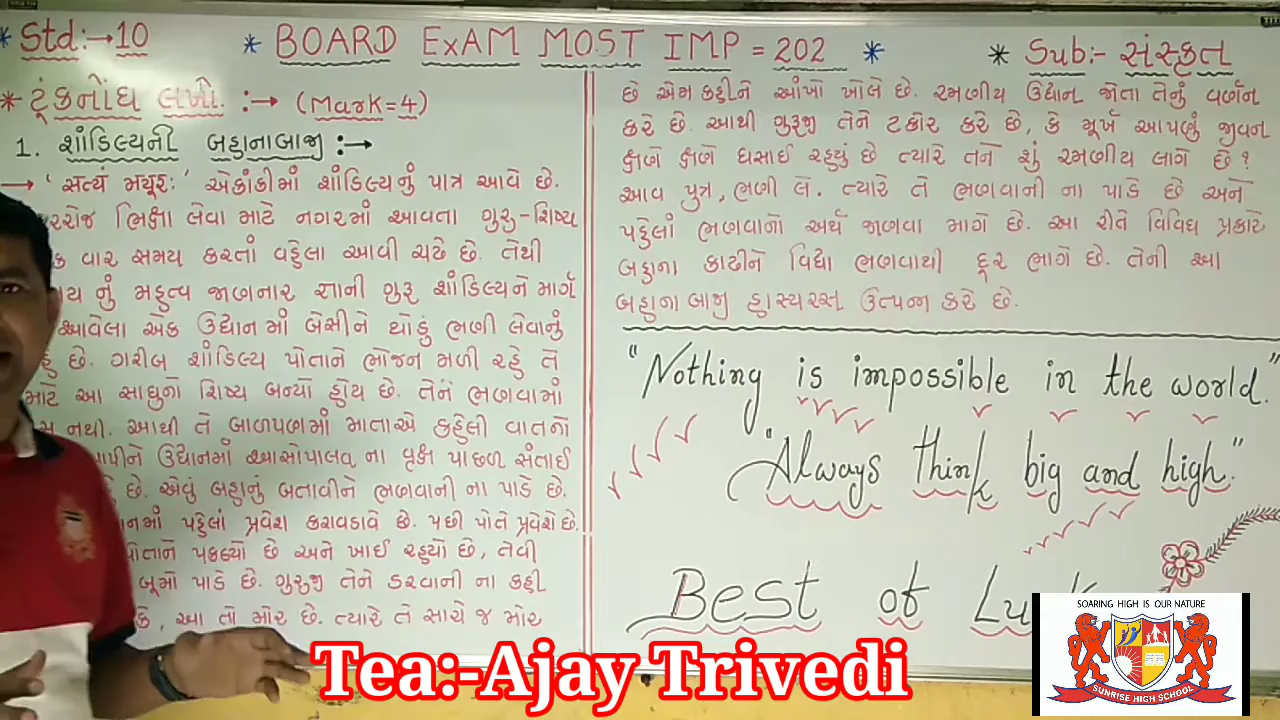 * Std:→10
* BOARD EXAM MOST IMP = 202 *
* Sub:- સંસ્કૃત
* ટૂંકનોંધ લખો. :→ (Mark=4)
1. શાંડિલ્યની બહાનાબાજી :→
→ 'સત્યં મયૂરઃ' એકાંકીમાં શાંડિલ્યનું પાત્ર આવે છે.
દરરોજ ભિક્ષા લેવા માટે નગરમાં આવતા ગુરુ-શિષ્ય
વાર સમય કરતાં વહેલા આવી ચઢે છે. તેથી
નું મહત્વ જાણનાર જ્ઞાની ગુરૂ શાંડિલ્યને માર્ગ
આવેલા એક ઉદ્યાન માં બેસીને થોડું ભણી લેવાનું
છે. ગરીબ શાંડિલ્ય પોતાને ભોજન મળી રહે તે
માટે આ સાધુનો શિષ્ય બન્યો હોય છે. તેને ભણવામાં
નથી. આથી તે બાળપણમાં માતાએ કહેલી વાતનો
ઉદ્યાનમાં આસોપાલવ ના વૃક્ષ પાછળ સંતાઈ
છે. એવું બહાનું બતાવીને ભણવાની ના પાડે છે.
પહેલાં પ્રવેશ કરાવડાવે છે. પછી પોતે પ્રવેશે છે.
પોતાને પકડ્યો છે અને ખાઈ રહ્યો છે, તેવી
બૂમો પાડે છે. ગુરુજી તેને ડરવાની ના કહી
કે, આ તો મોર છે. ત્યારે તે સાચે જ મોર
છે એમ કહીને આંખો ખોલે છે. રમણીય ઉદ્યાન જોતા તેનું વર્ણન
કરે છે. આથી ગુરૂજી તેને ટકોર કરે છે, કે મૂર્ખ આપણું જીવન
ક્ષણે ક્ષણે ઘસાઈ રહ્યું છે ત્યારે તને શું રમણીય લાગે છે?
આવ પુત્ર, ભણી લે. ત્યારે તે ભણવાની ના પાડે છે અને
પહેલાં ભણવાનો અર્થ જાણવા માગે છે. આ રીતે વિવિધ પ્રકારે
બહાના કાઢીને વિદ્યા ભણવાથી દૂર ભાગે છે. તેની આ
બહાના બાજી હાસ્યરસ ઉત્પન્ન કરે છે.
"Nothing is impossible in the world."
"Always think big and high."
Best of
Tea:-Ajay Trivedi
SOARING HIGH IS OUR NATURE
SUNRISE HIGH SCHOOL